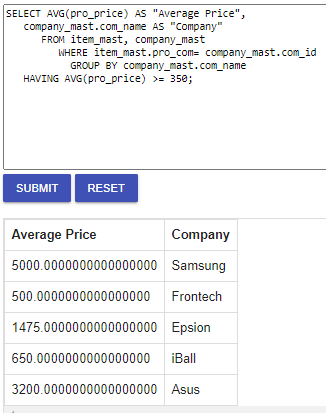 SELECT AVG(pro_price) AS "Average Price",
company_mast.com_name AS "Company"
FROM item_mast, company_mast
WHERE item_mast.pro_com= company_mast.com_id
GROUP BY company_mast.com_name
HAVING AVG(pro_price) >= 350;
SUBMIT RESET
Average Price Company
5000.0000000000000000 Samsung
500.0000000000000000 Frontech
1475.0000000000000000 Epsion
650.0000000000000000 iBall
3200.0000000000000000 Asus